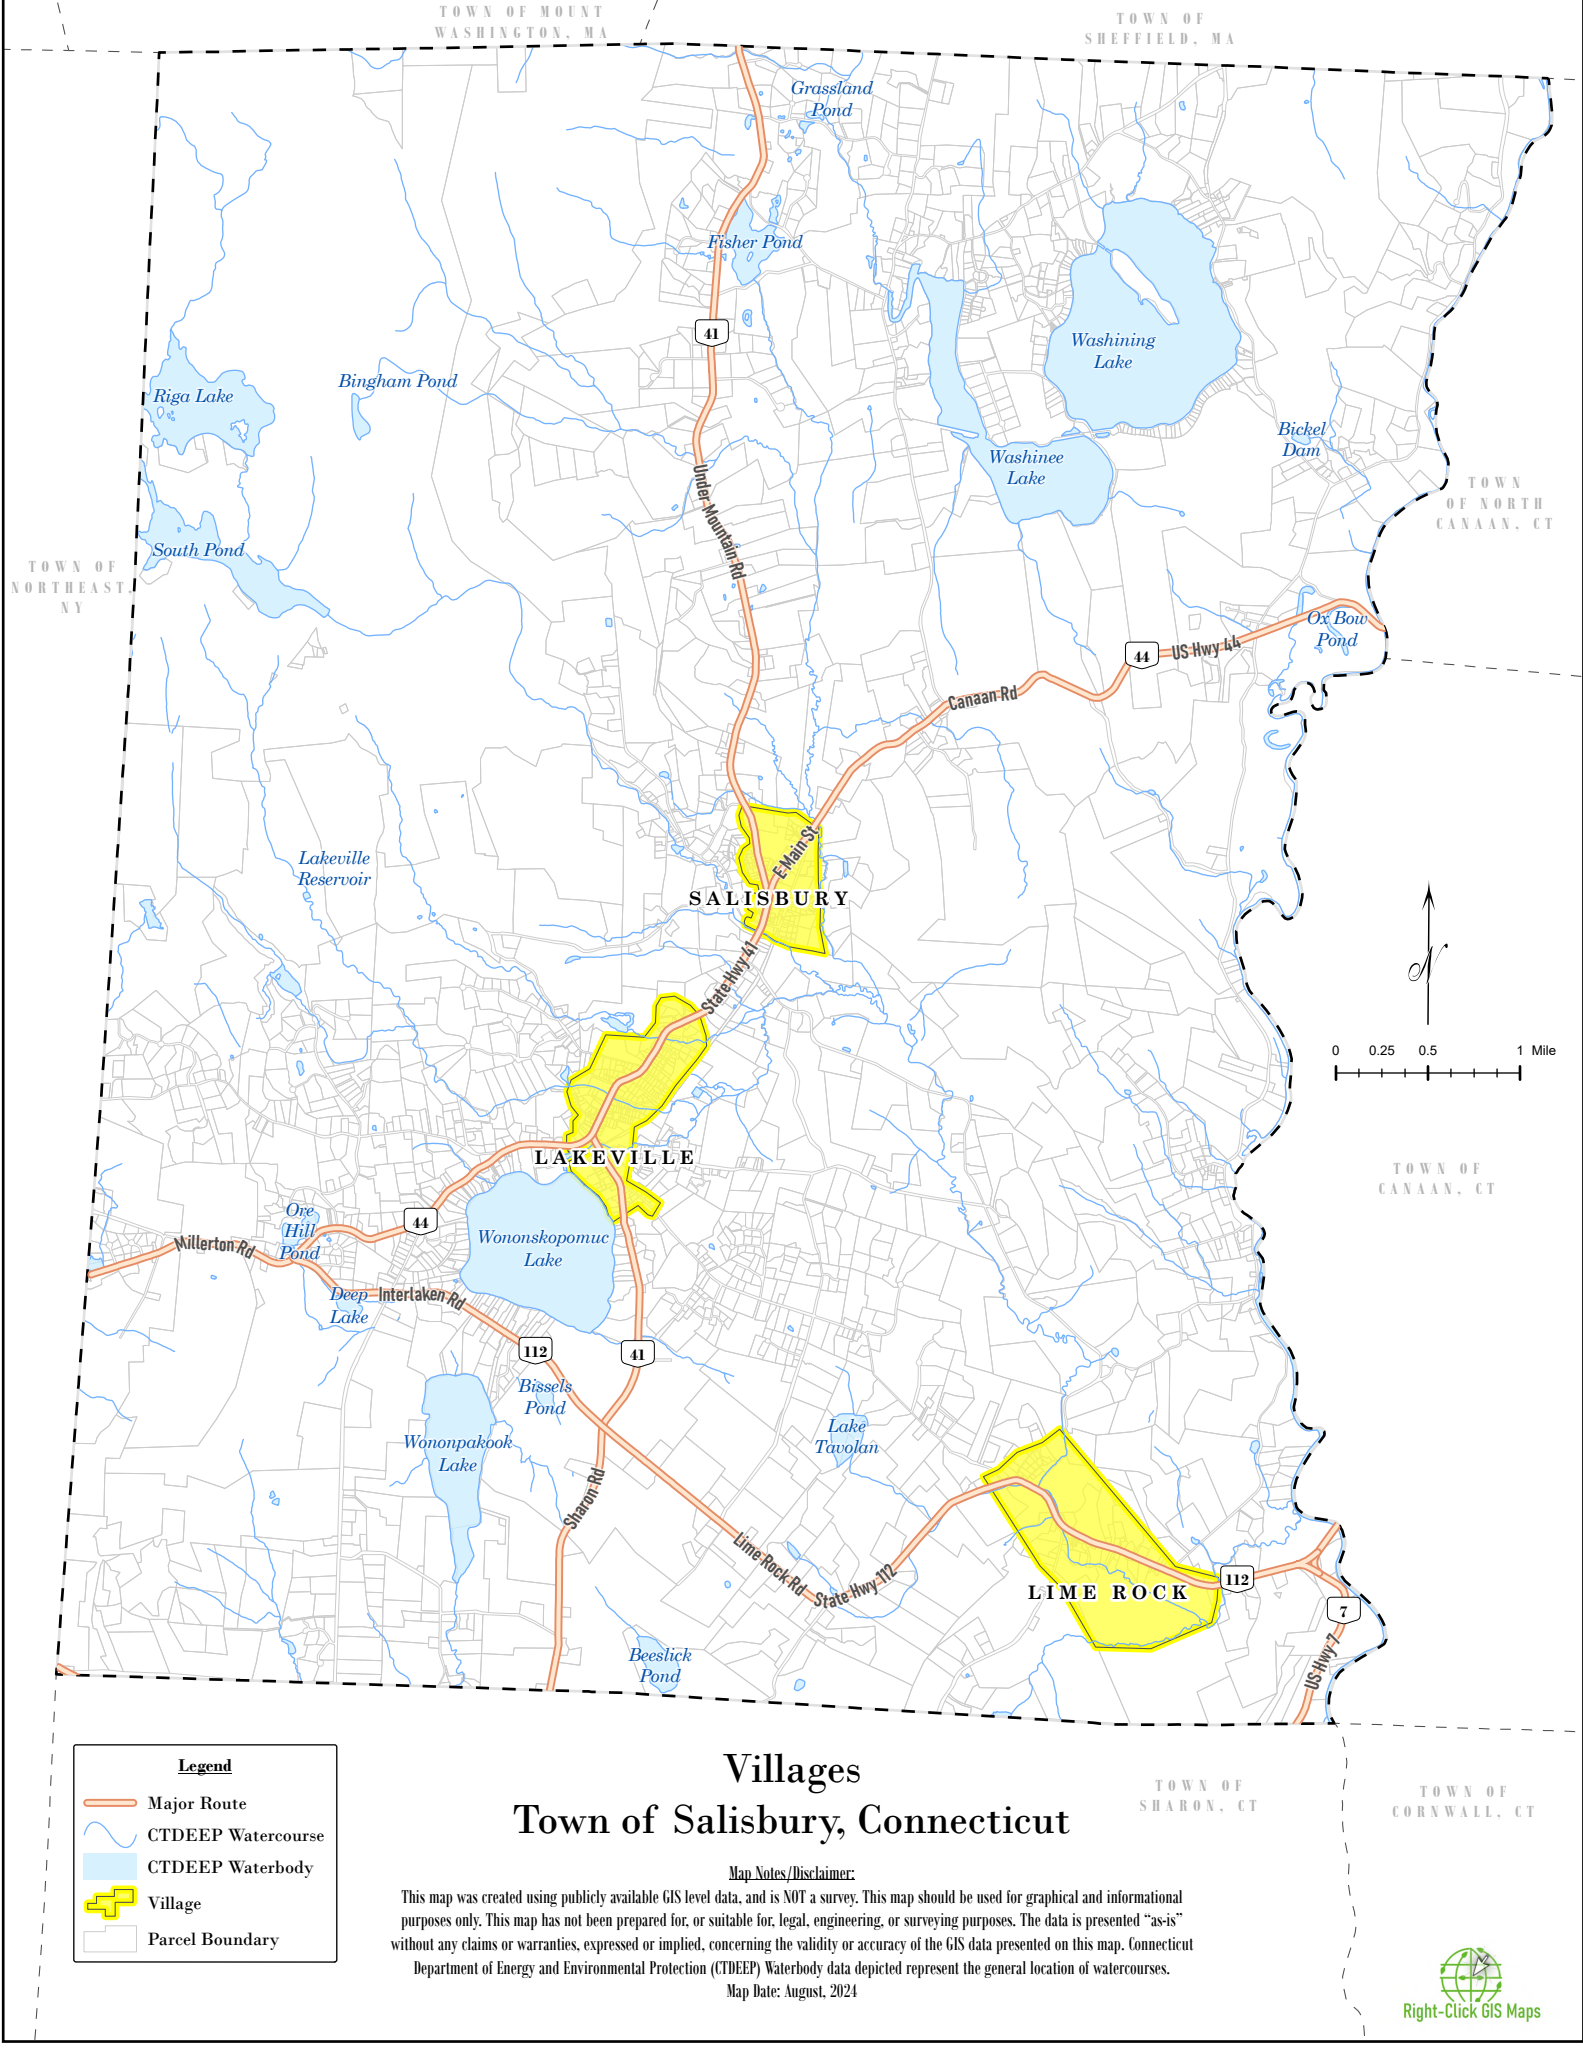 TOWN OF MOUNT
WASHINGTON, MA
TOWN OF
SHEFFIELD, MA
Grassland
Pond
Fisher Pond
41
Washining
Lake
Riga Lake
Bingham Pond
Bickel
Dam
Washinee
Lake
TOWN
OF NORTH
CANAAN, CT
Under Mountain Rd
South Pond
TOWN OF
NORTHEAST,
NY
Ox Bow
Pond
44
US Hwy 44
Canaan Rd
E Main St
Lakeville
Reservoir
SALISBURY
State Hwy 41
N
0 0.25 0.5 1 Mile
LAKEVILLE
TOWN OF
CANAAN, CT
Ore
Hill
Pond
44
Millerton Rd
Wononskopomuc
Lake
Deep
Lake
Interlaken Rd
112
41
Bissels
Pond
Wononpakook
Lake
Lake
Tavolan
Sharon Rd
Lime Rock Rd
State Hwy 112
LIME ROCK
112
7
US Hwy 7
Beeslick
Pond
Legend
Major Route
CTDEEP Watercourse
CTDEEP Waterbody
Village
Parcel Boundary
Villages
Town of Salisbury, Connecticut
TOWN OF
SHARON, CT
TOWN OF
CORNWALL, CT
Map Notes/Disclaimer:
This map was created using publicly available GIS level data, and is NOT a survey. This map should be used for graphical and informational
purposes only. This map has not been prepared for, or suitable for, legal, engineering, or surveying purposes. The data is presented “as-is”
without any claims or warranties, expressed or implied, concerning the validity or accuracy of the GIS data presented on this map. Connecticut
Department of Energy and Environmental Protection (CTDEEP) Waterbody data depicted represent the general location of watercourses.
Map Date: August, 2024
Right-Click GIS Maps